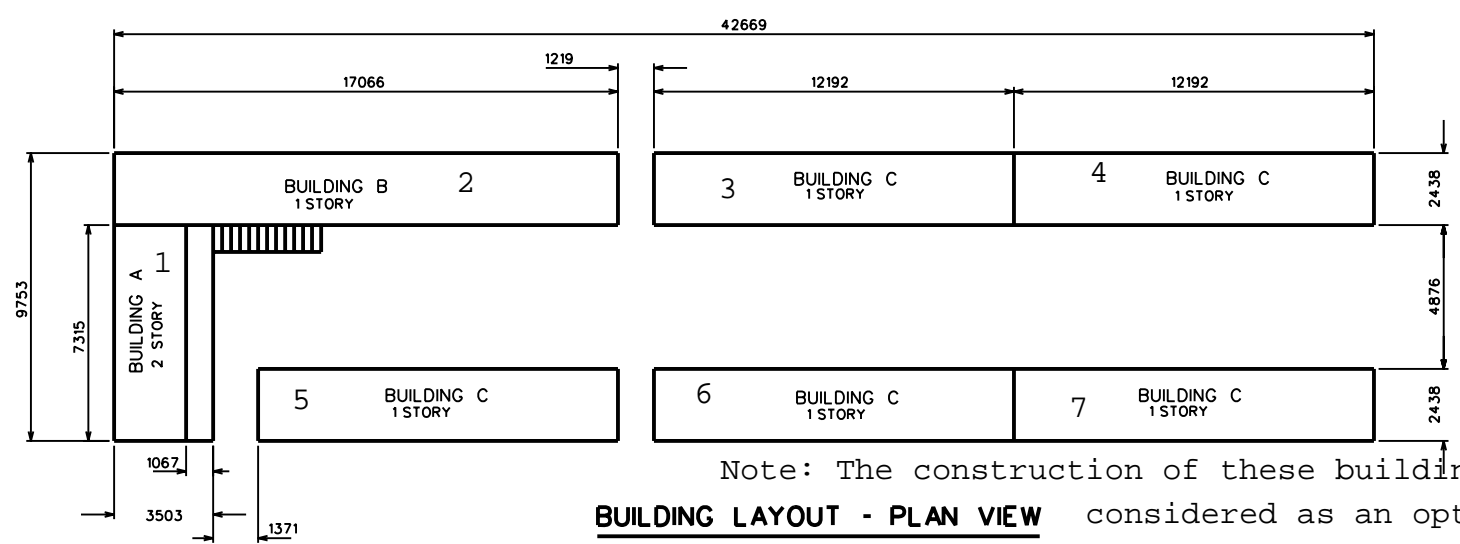 42669
1219
17066
12192
12192
BUILDING B
1 STORY
2
3
BUILDING C
1 STORY
4
BUILDING C
1 STORY
2438
9753
7315
BUILDING A
2 STORY
1
4876
5
BUILDING C
1 STORY
6
BUILDING C
1 STORY
7
BUILDING C
1 STORY
2438
1067
3503
1371
Note: The construction of these
BUILDING LAYOUT - PLAN VIEW
considered as an